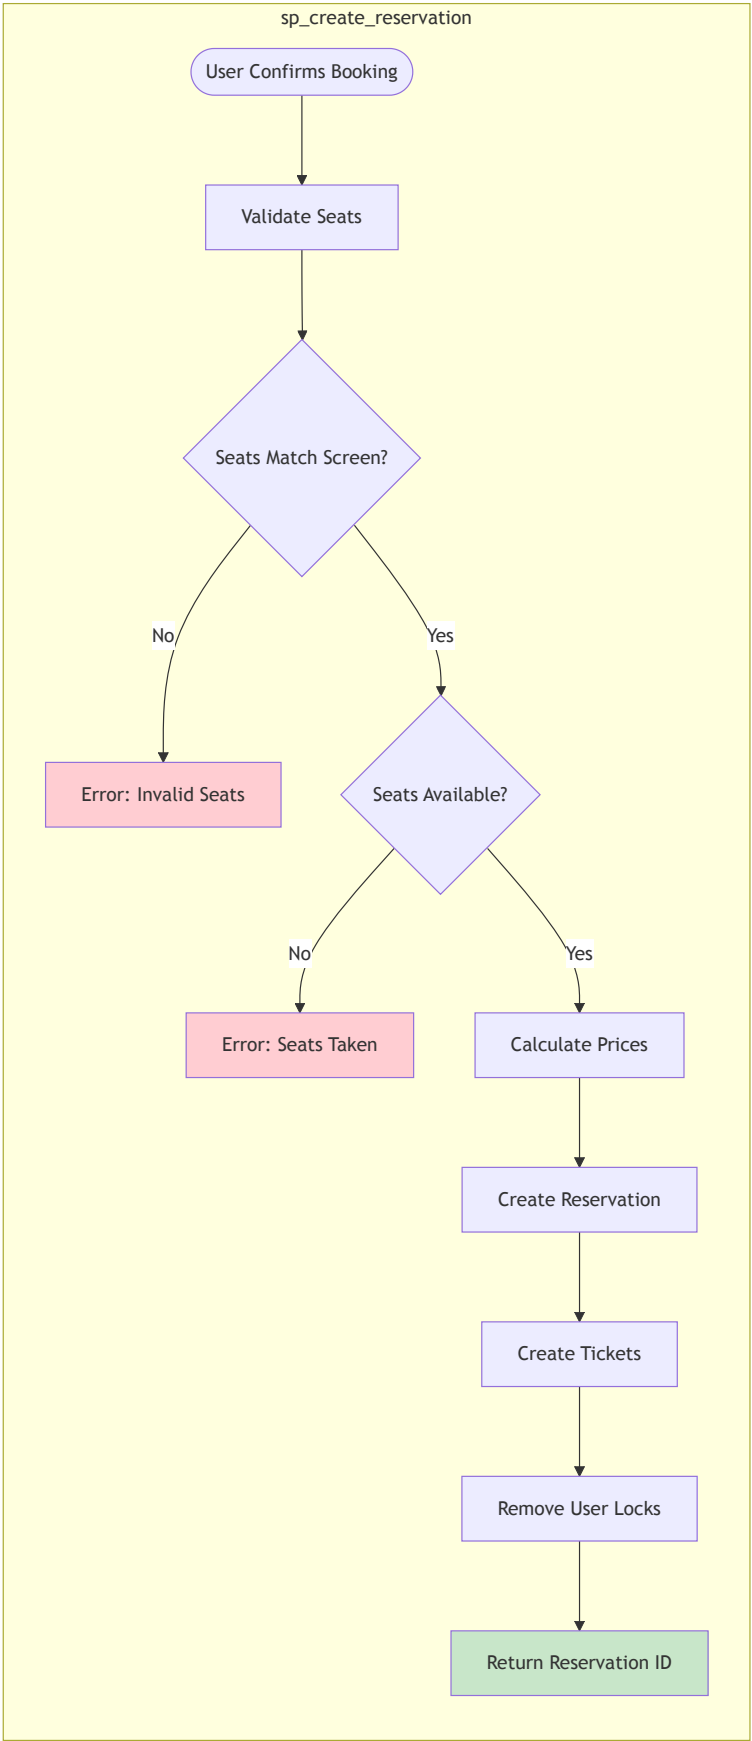 sp_create_reservation
User Confirms Booking
Validate Seats
Seats Match Screen?
No
Yes
Error: Invalid Seats
Seats Available?
No
Yes
Error: Seats Taken
Calculate Prices
Create Reservation
Create Tickets
Remove User Locks
Return Reservation ID